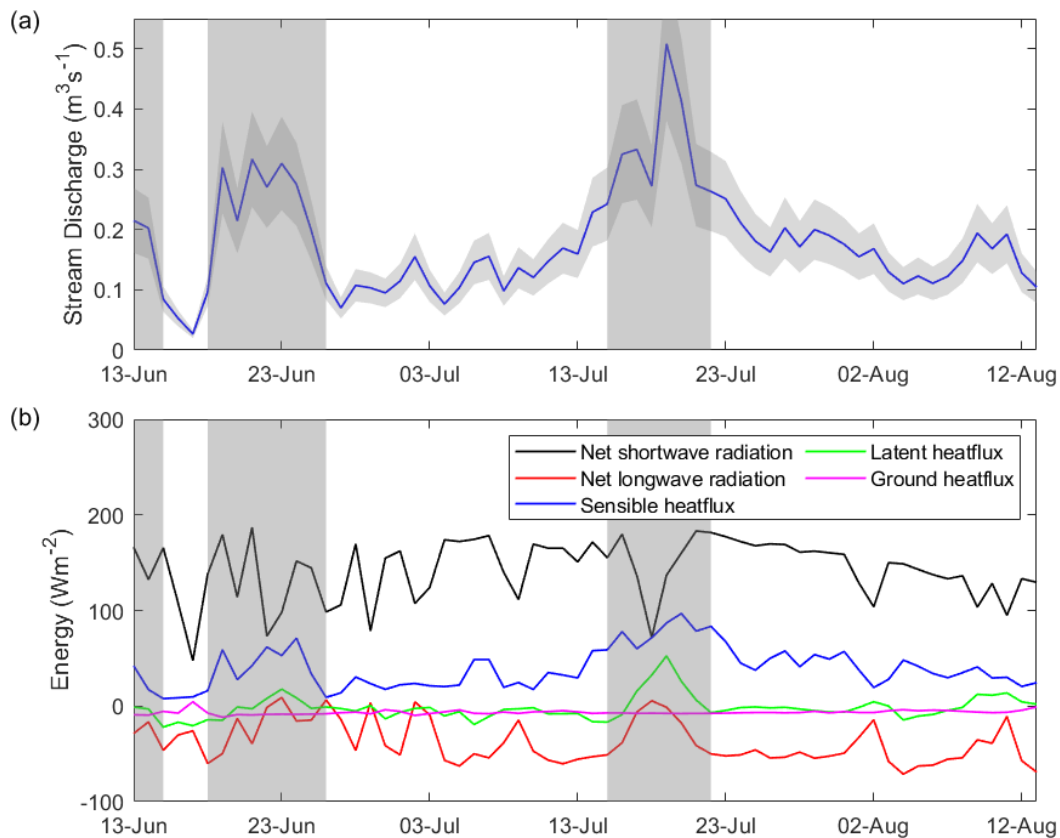 (a)
Stream Discharge (m³s⁻¹)
0.5
0.4
0.3
0.2
0.1
0
13-Jun 23-Jun 03-Jul 13-Jul 23-Jul 02-Aug 12-Aug
(b)
Energy (Wm⁻²)
300
200
100
0
-100
Net shortwave radiation
Net longwave radiation
Sensible heatflux
Latent heatflux
Ground heatflux
13-Jun 23-Jun 03-Jul 13-Jul 23-Jul 02-Aug 12-Aug